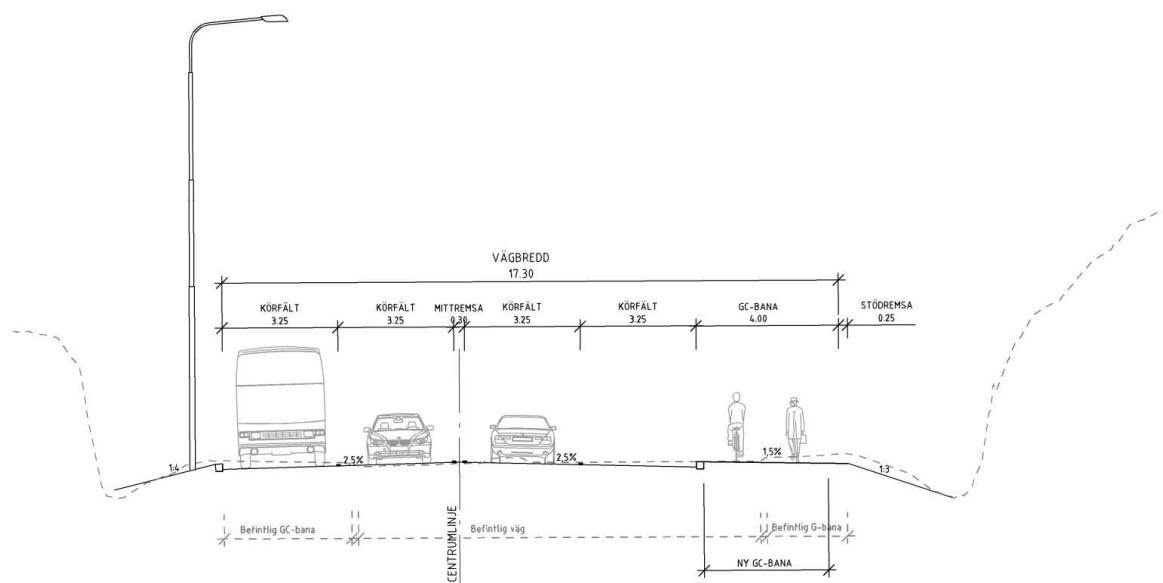 VÄGBREDD
17.30
KÖRFÄLT
3.25
KÖRFÄLT
3.25
MITTREMSA
0.30
KÖRFÄLT
3.25
KÖRFÄLT
3.25
GC-BANA
4.00
STÖDREMSA
0.25
1:4
2,5%
2,5%
1,5%
1:3
Befintlig GC-bana
Befintlig väg
Befintlig G-bana
CENTRUMLINJE
NY GC-BANA